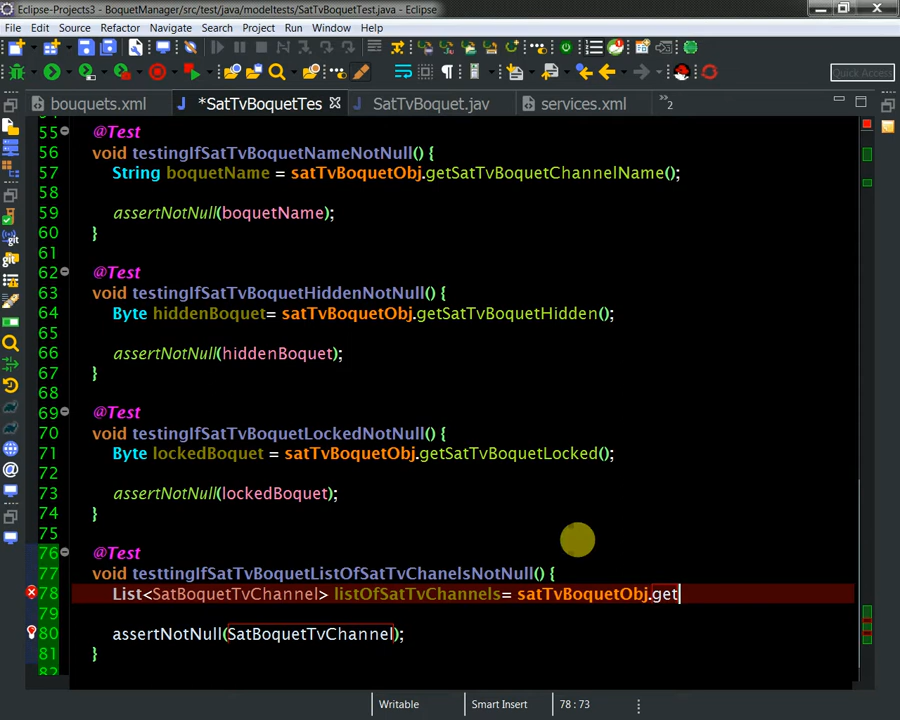 Eclipse-Projects3 - BoquetManager/src/test/java/modeltests/SatTvBoquetTest.java - Eclipse
File Edit Source Refactor Navigate Search Project Run Window Help
Quick Access
bouquets.xml *SatTvBoquetTes SatTvBoquet.jav services.xml »2
55 @Test
56 void testingIfSatTvBoquetNameNotNull() {
57 String boquetName = satTvBoquetObj.getSatTvBoquetChannelName();
58
59 assertNotNull(boquetName);
60 }
61
62 @Test
63 void testingIfSatTvBoquetHiddenNotNull() {
64 Byte hiddenBoquet= satTvBoquetObj.getSatTvBoquetHidden();
65
66 assertNotNull(hiddenBoquet);
67 }
68
69 @Test
70 void testingIfSatTvBoquetLockedNotNull() {
71 Byte lockedBoquet = satTvBoquetObj.getSatTvBoquetLocked();
72
73 assertNotNull(lockedBoquet);
74 }
75
76 @Test
77 void testtingIfSatTvBoquetListOfSatTvChanelsNotNull() {
78 List<SatBoquetTvChannel> listOfSatTvChannels= satTvBoquetObj.get
79
80 assertNotNull(SatBoquetTvChannel);
81 }
82
Writable Smart Insert 78 : 73